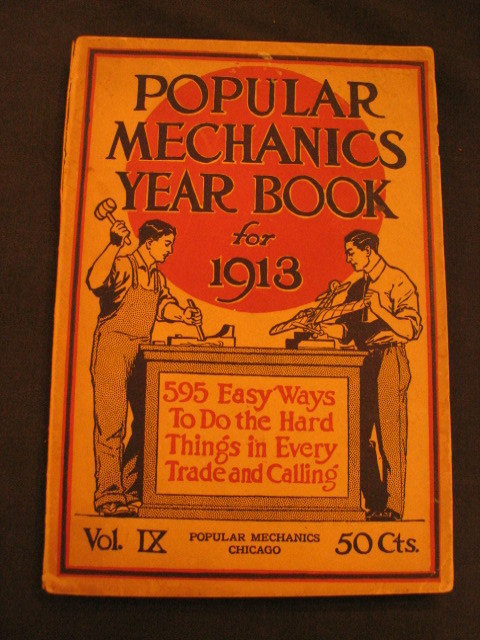 POPULAR
MECHANICS
YEAR BOOK
for
1913
595 Easy Ways
To Do the Hard
Things in Every
Trade and Calling
Vol. IX
POPULAR MECHANICS
CHICAGO
50 Cts.